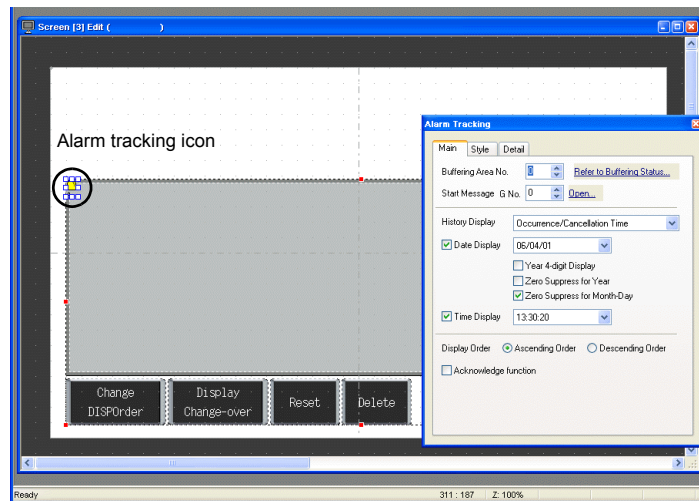 Screen [3] Edit (               )
Alarm tracking icon
Alarm Tracking
Main Style Detail
Buffering Area No. 0 Refer to Buffering Status...
Start Message G No. 0 Open...
History Display Occurrence/Cancellation Time
Date Display 06/04/01
Year 4-digit Display
Zero Suppress for Year
Zero Suppress for Month-Day
Time Display 13:30:20
Display Order Ascending Order Descending Order
Acknowledge
function
Change
DISPOrder
Display
Change-over
Reset
Delete
Ready 311 : 187 Z: 100%